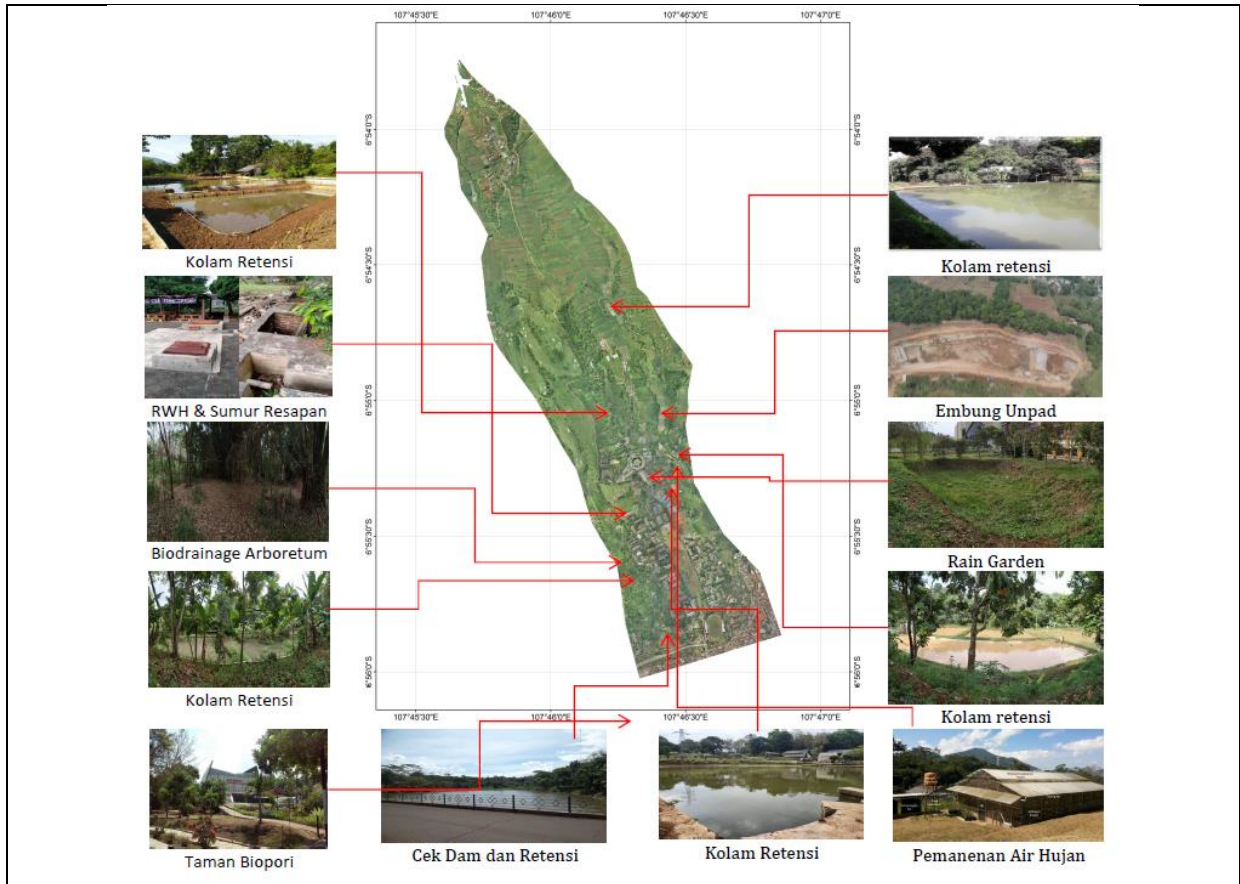 107°45'30"E
107°46'0"E
107°46'30"E
107°47'0"E
6°54'0"S
6°54'0"S
6°54'30"S
6°54'30"S
6°55'0"S
6°55'0"S
6°55'30"S
6°55'30"S
6°56'0"S
6°56'0"S
107°45'30"E
107°46'0"E
107°46'30"E
107°47'0"E
Kolam Retensi
RWH & Sumur Resapan
Biodrainage Arboretum
Kolam Retensi
Taman Biopori
Cek Dam dan Retensi
Kolam Retensi
Pemanenan Air Hujan
Kolam retensi
Embung Unpad
Rain Garden
Kolam retensi